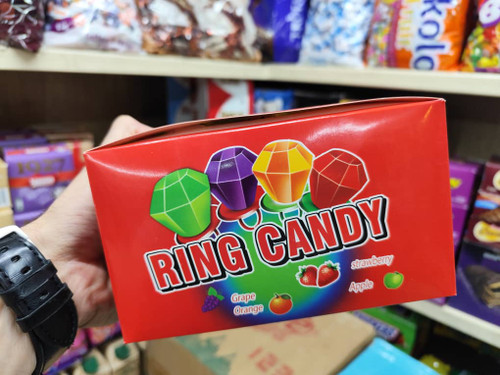 RING CANDY
Grape
Orange
strawberry
Apple